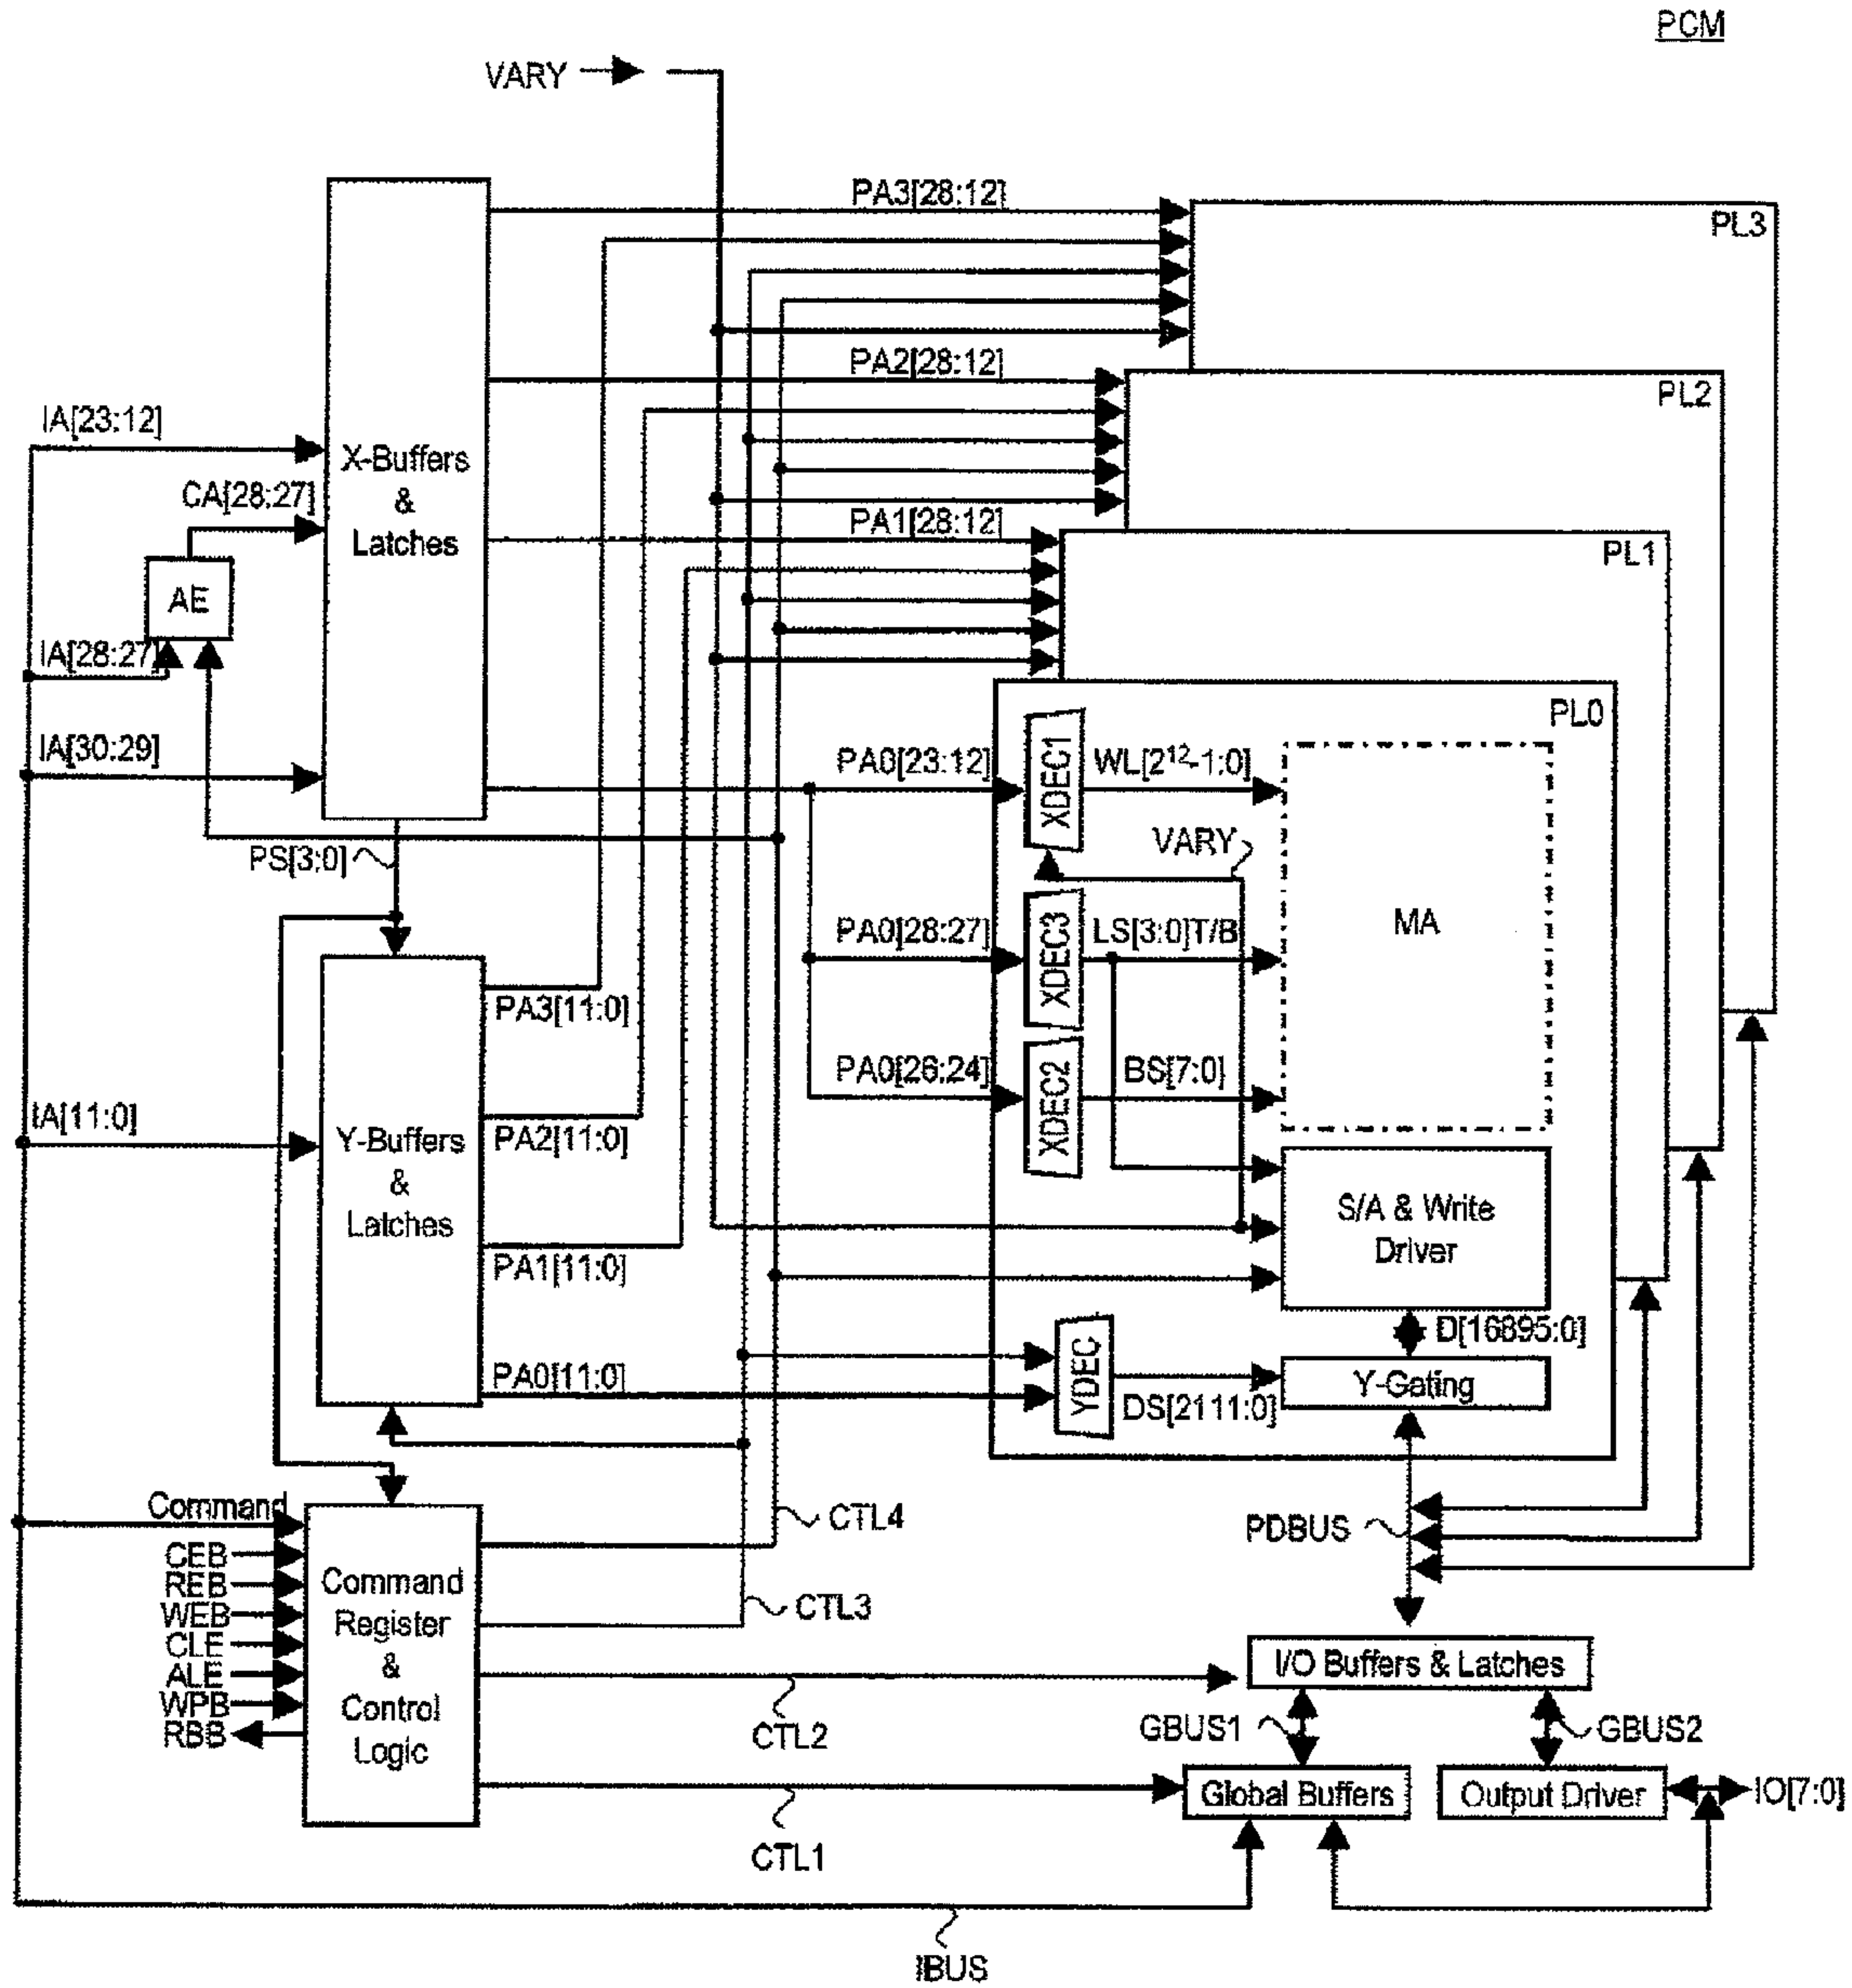 PCM
VARY
PA3[28:12]
PL3
PA2[28:12]
PL2
IA[23:12]
X-Buffers
&
Latches
CA[28:27]
PA1[28:12]
PL1
AE
IA[28:27]
PL0
IA[30:29]
PA0[23:12]
XDEC1
WL[2¹²-1:0]
MA
PS[3:0]
VARY
PA0[28:27]
XDEC3
LS[3:0]T/B
PA3[11:0]
PA0[26:24]
XDEC2
BS[7:0]
IA[11:0]
Y-Buffers
&
Latches
PA2[11:0]
S/A & Write
Driver
PA1[11:0]
D[16895:0]
PA0[11:0]
YDEC
DS[2111:0]
Y-Gating
Command
CEB
REB
WEB
CLE
ALE
WPB
RBB
Command
Register
&
Control
Logic
CTL4
PDBUS
CTL3
I/O Buffers & Latches
CTL2
GBUS1
GBUS2
Global Buffers
Output Driver
IO[7:0]
CTL1
IBUS